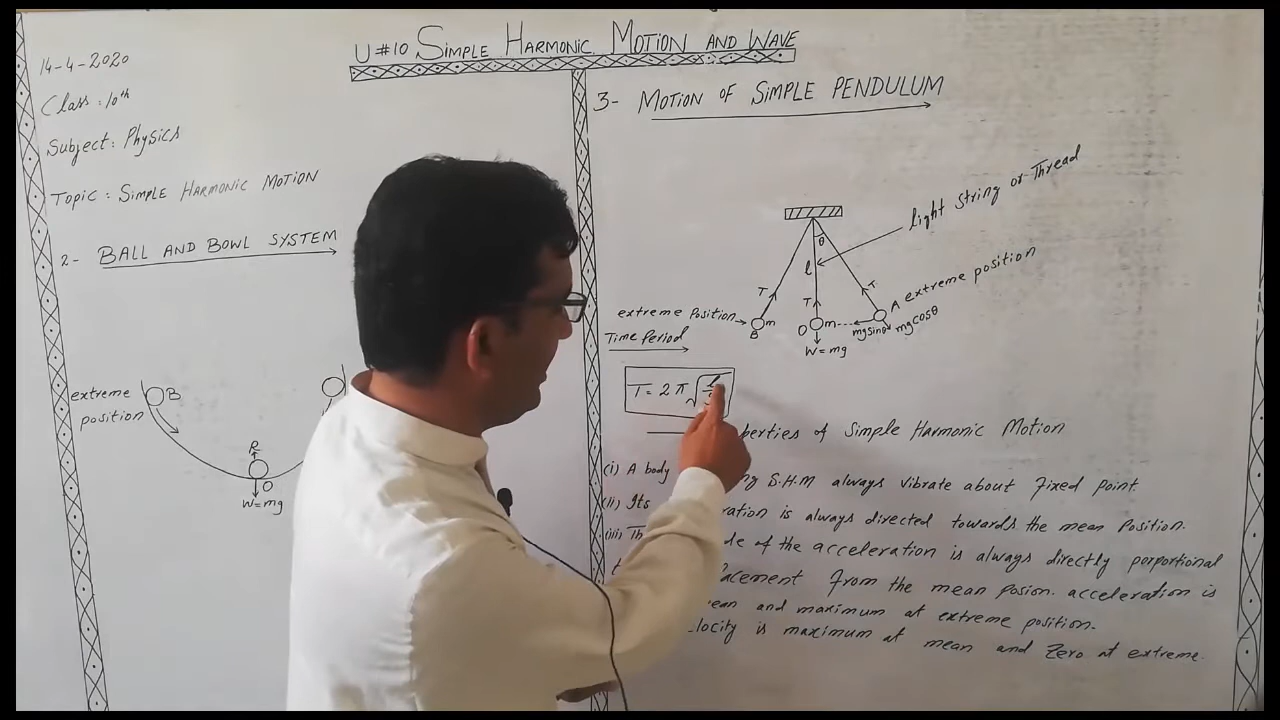 U#10 SIMPLE HARMONIC MOTION AND WAVE
14-4-2020
Class: 10th
Subject: Physics
Topic: SIMPLE HARMONIC MOTION
2- BALL AND BOWL SYSTEM
extreme position
B
R
O
W=mg
3- MOTION OF SIMPLE PENDULUM
light string or Thread
θ
l
T
T
T
A extreme position
extreme Position
B
m
O
m
mgsinθ
mgcosθ
W=mg
Time Period
T = 2π√l
of Simple Harmonic Motion
(i) A body S.H.M always vibrate about fixed point.
(ii) Its is always directed towards the mean Position.
(iii) of the acceleration is always directly porportional
from the mean posion. acceleration is
and maximum at extreme position.
is maximum at mean and zero at extreme.